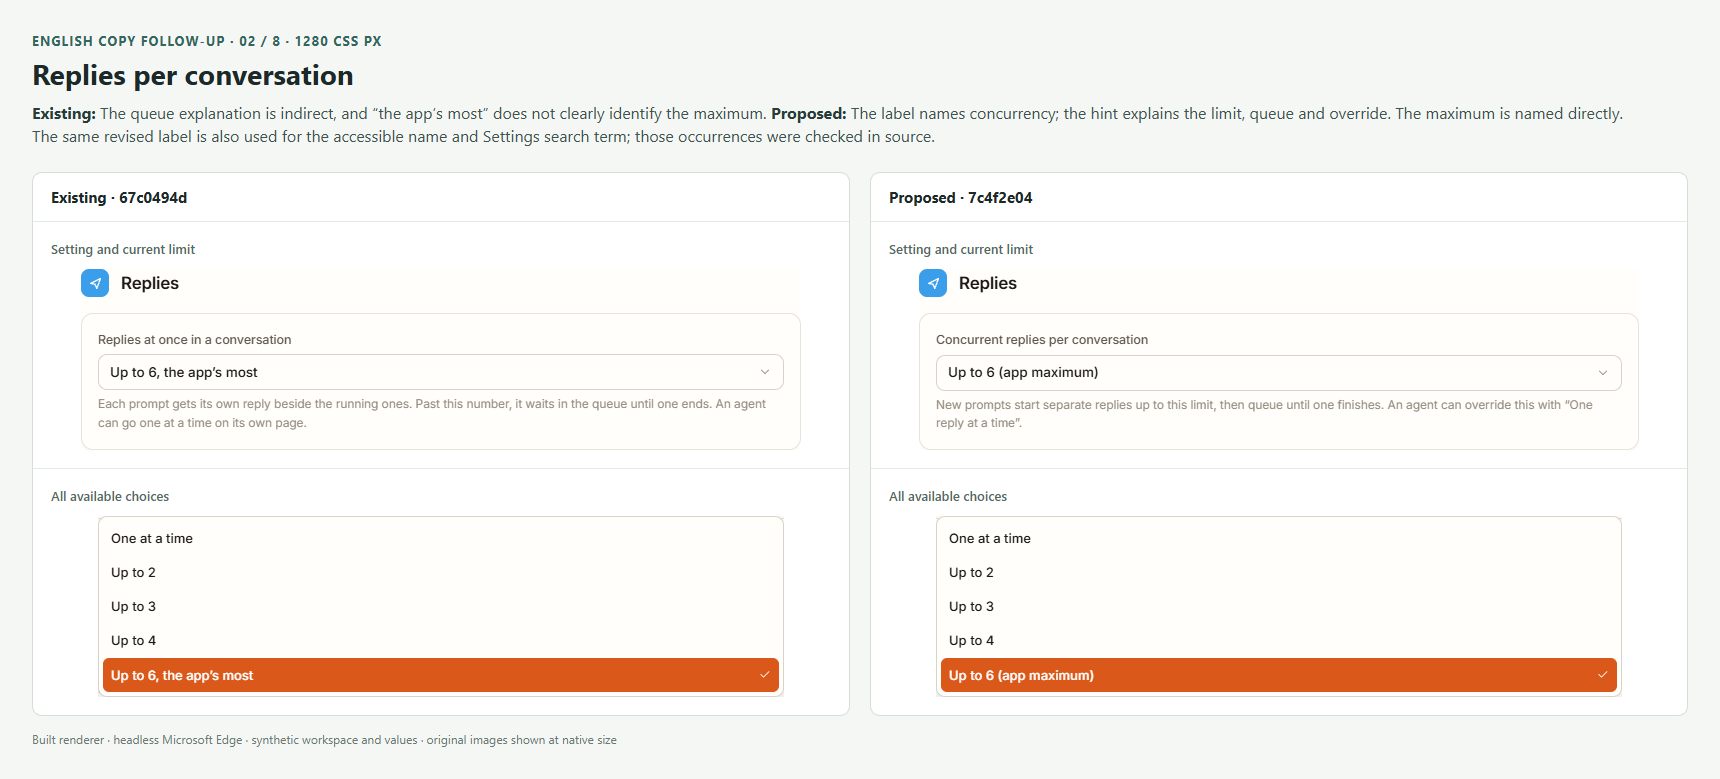 ENGLISH COPY FOLLOW-UP · 02 / 8 · 1280 CSS PX
Replies per conversation
Existing: The queue explanation is indirect, and “the app’s most” does not clearly identify the maximum. Proposed: The label names concurrency; the hint explains the limit, queue and override. The maximum is named directly.
The same revised label is also used for the accessible name and Settings search term; those occurrences were checked in source.
Existing · 67c0494d
Setting and current limit
Replies
Replies at once in a conversation
Up to 6, the app’s most
Each prompt gets its own reply beside the running ones. Past this number, it waits in the queue until one ends. An agent
can go one at a time on its own page.
All available choices
One at a time
Up to 2
Up to 3
Up to 4
Up to 6, the app’s most
Proposed · 7c4f2e04
Setting and current limit
Replies
Concurrent replies per conversation
Up to 6 (app maximum)
New prompts start separate replies up to this limit, then queue until one finishes. An agent can override this with “One
reply at a time”.
All available choices
One at a time
Up to 2
Up to 3
Up to 4
Up to 6 (app maximum)
Built renderer · headless Microsoft Edge · synthetic workspace and values · original images shown at native size